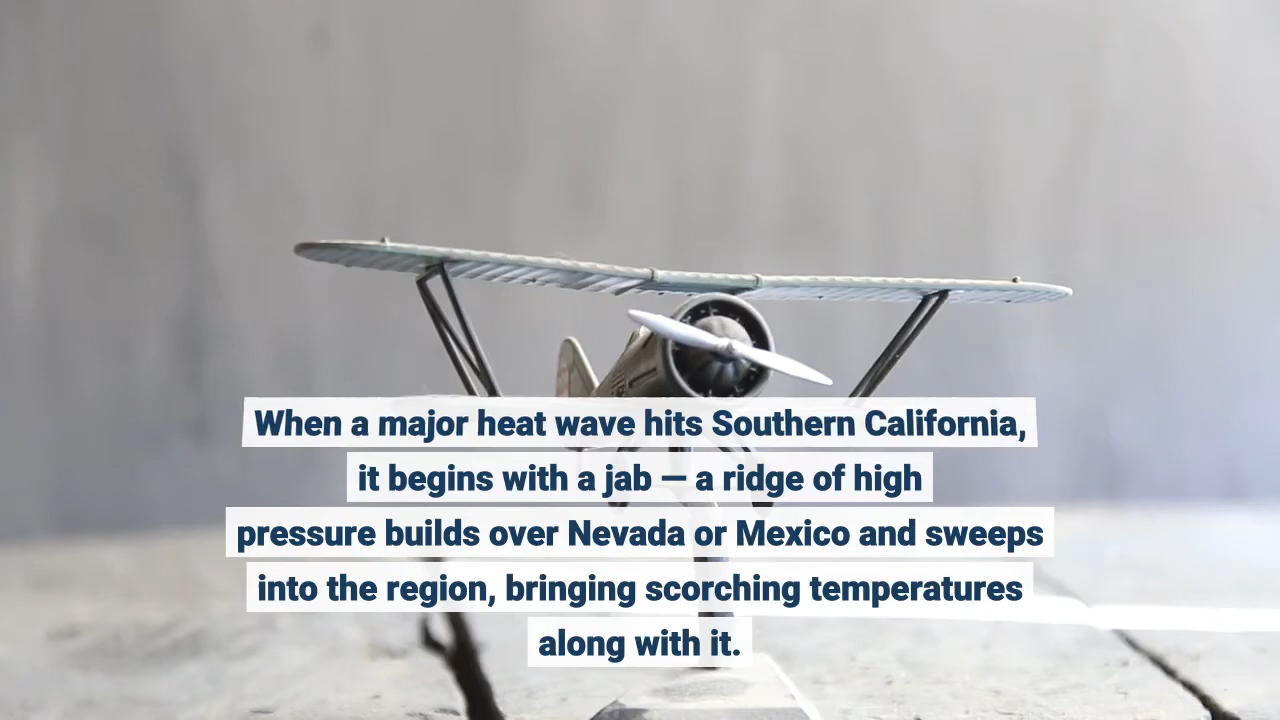 When a major heat wave hits Southern California,
it begins with a jab — a ridge of high
pressure builds over Nevada or Mexico and sweeps
into the region, bringing scorching temperatures
along with it.